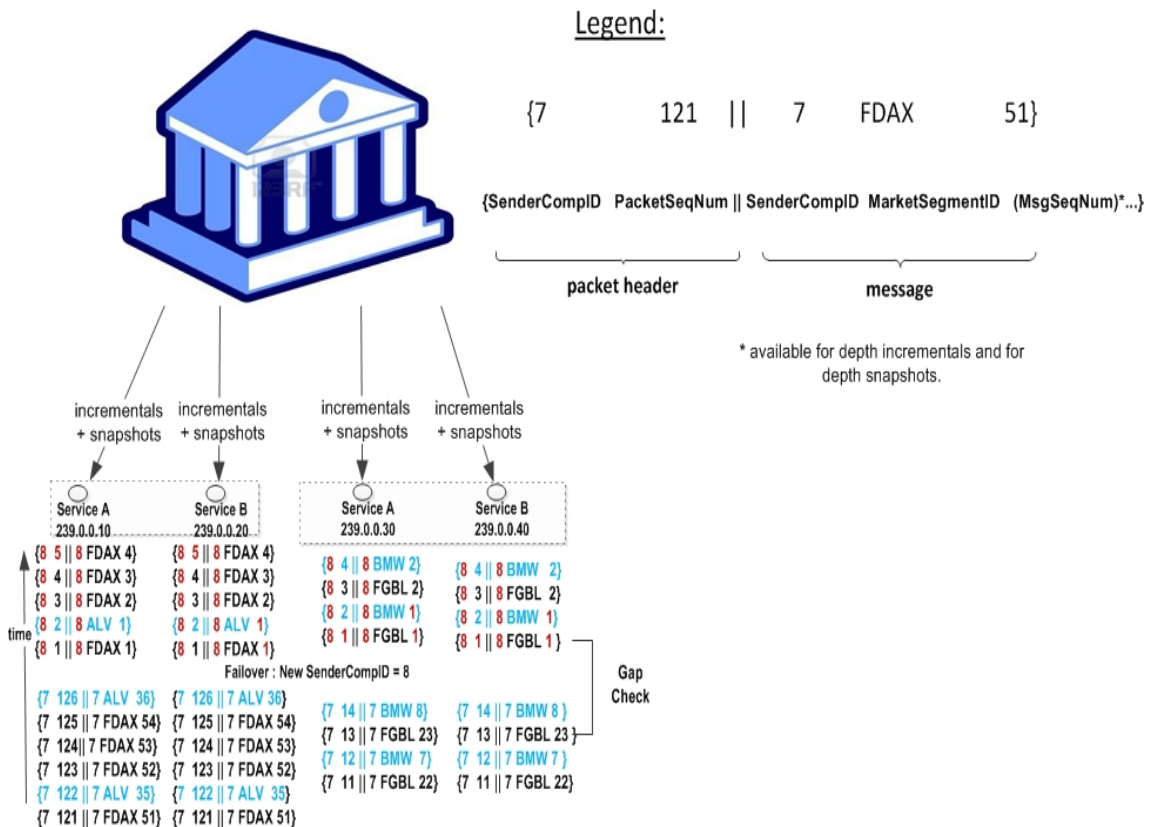 Legend:
{7 121 || 7 FDAX 51}
{SenderCompID PacketSeqNum || SenderCompID MarketSegmentID (MsgSeqNum)*...}
packet header
message
* available for depth incrementals and for
depth snapshots.
incrementals
+ snapshots
incrementals
+ snapshots
incrementals
+ snapshots
incrementals
+ snapshots
Service A
239.0.0.10
Service B
239.0.0.20
Service A
239.0.0.30
Service B
239.0.0.40
time
{8 5 || 8 FDAX 4}
{8 4 || 8 FDAX 3}
{8 3 || 8 FDAX 2}
{8 2 || 8 ALV 1}
{8 1 || 8 FDAX 1}
{8 5 || 8 FDAX 4}
{8 4 || 8 FDAX 3}
{8 3 || 8 FDAX 2}
{8 2 || 8 ALV 1}
{8 1 || 8 FDAX 1}
{8 4 || 8 BMW 2}
{8 3 || 8 FGBL 2}
{8 2 || 8 BMW 1}
{8 1 || 8 FGBL 1}
{8 4 || 8 BMW 2}
{8 3 || 8 FGBL 2}
{8 2 || 8 BMW 1}
{8 1 || 8 FGBL 1 }
Failover : New SenderCompID = 8
Gap
Check
{7 126 || 7 ALV 36}
{7 125 || 7 FDAX 54}
{7 124|| 7 FDAX 53}
{7 123 || 7 FDAX 52}
{7 122 || 7 ALV 35}
{7 121 || 7 FDAX 51}
{7 126 || 7 ALV 36}
{7 125 || 7 FDAX 54}
{7 124 || 7 FDAX 53}
{7 123 || 7 FDAX 52}
{7 122 || 7 ALV 35}
{7 121 || 7 FDAX 51}
{7 14 || 7 BMW 8}
{7 13 || 7 FGBL 23}
{7 12 || 7 BMW 7}
{7 11 || 7 FGBL 22}
{7 14 || 7 BMW 8 }
{7 13 || 7 FGBL 23 }
{7 12 || 7 BMW 7 }
{7 11 || 7 FGBL 22}